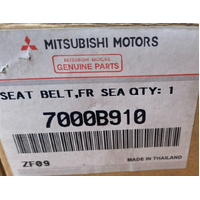 MITSUBISHI MOTORS
MITSUBISHI MOTORS
GENUINE PARTS
SEAT BELT,FR SEA QTY: 1
7000B910
ZF09
MADE IN THAILAND